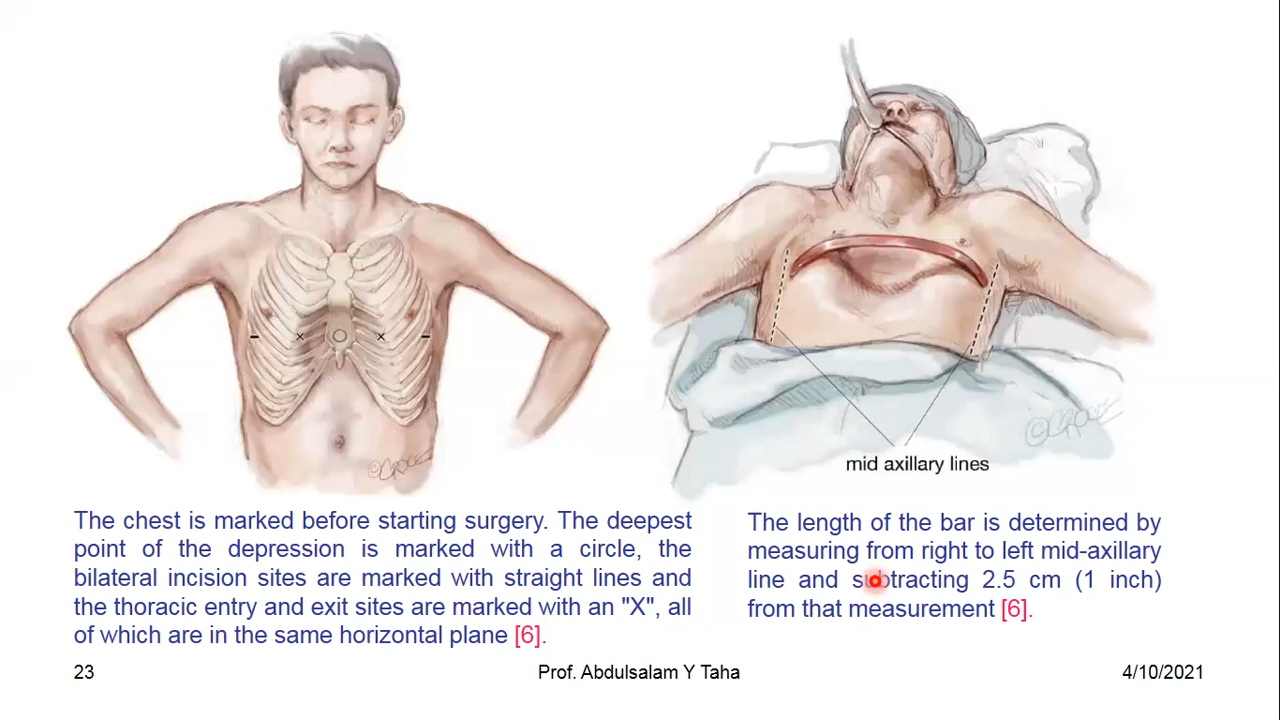 mid axillary lines
The chest is marked before starting surgery. The deepest
point of the depression is marked with a circle, the
bilateral incision sites are marked with straight lines and
the thoracic entry and exit sites are marked with an "X", all
of which are in the same horizontal plane [6].
The length of the bar is determined by
measuring from right to left mid-axillary
line and subtracting 2.5 cm (1 inch)
from that measurement [6].
23
Prof. Abdulsalam Y Taha
4/10/2021